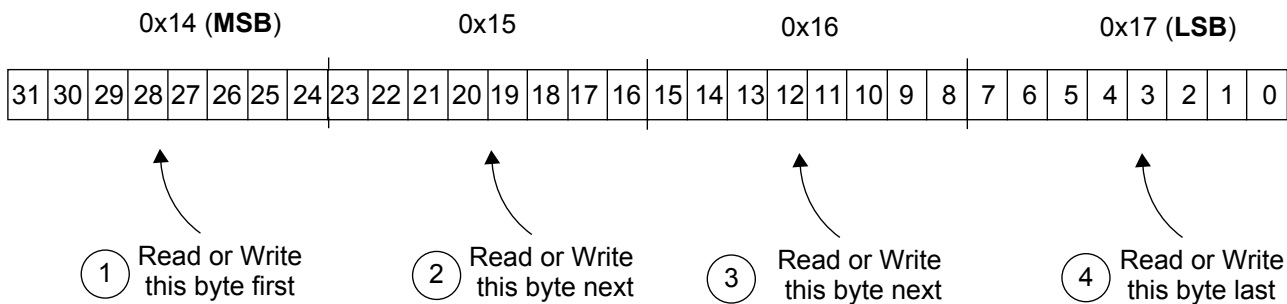 0x14 (MSB) 0x15 0x16 0x17 (LSB)
31 30 29 28 27 26 25 24 23 22 21 20 19 18 17 16 15 14 13 12 11 10 9 8 7 6 5 4 3 2 1 0
1 Read or Write
this byte first
2 Read or Write
this byte next
3 Read or Write
this byte next
4 Read or Write
this byte last